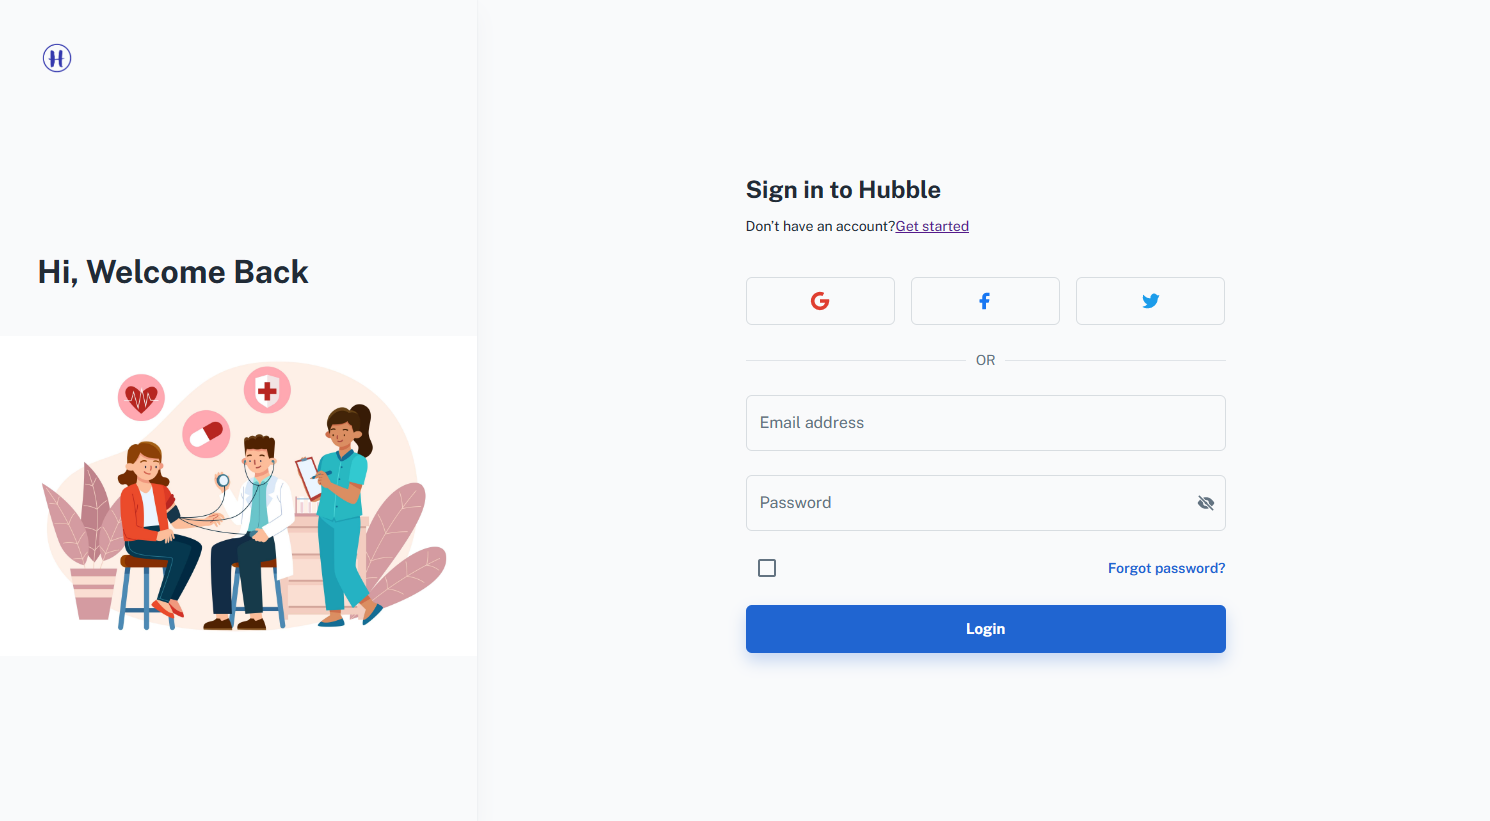 H
Hi, Welcome Back
Sign in to Hubble
Don't have an account?Get started
OR
Email address
Password
Forgot password?
Login